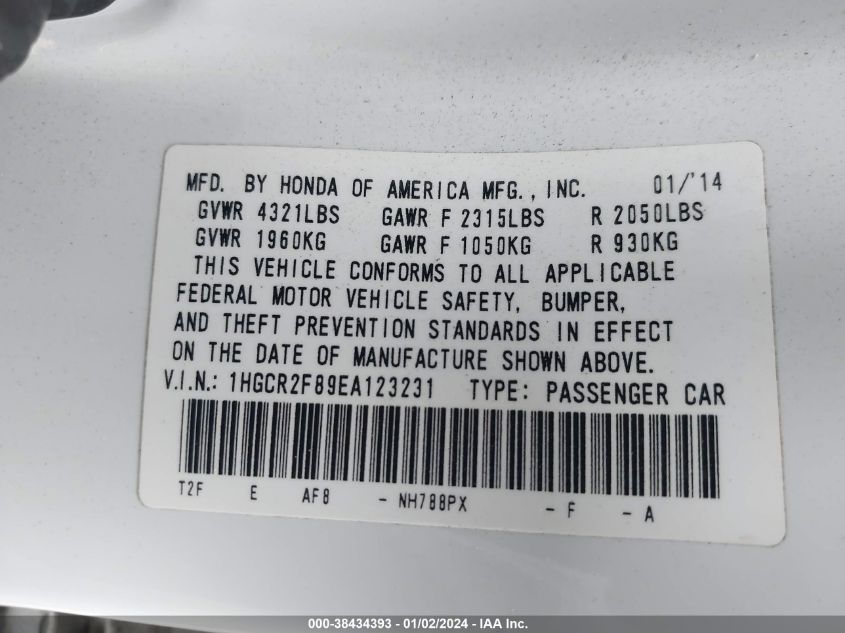 MFD. BY HONDA OF AMERICA MFG., INC. 01/'14
GVWR 4321LBS GAWR F 2315LBS R 2050LBS
GVWR 1960KG GAWR F 1050KG R 930KG
THIS VEHICLE CONFORMS TO ALL APPLICABLE
FEDERAL MOTOR VEHICLE SAFETY, BUMPER,
AND THEFT PREVENTION STANDARDS IN EFFECT
ON THE DATE OF MANUFACTURE SHOWN ABOVE.
V.I.N.: 1HGCR2F89EA123231 TYPE: PASSENGER CAR
T2F E AF8 - NH788PX - F - A
000-38434393 - 01/02/2024 - IAA Inc.